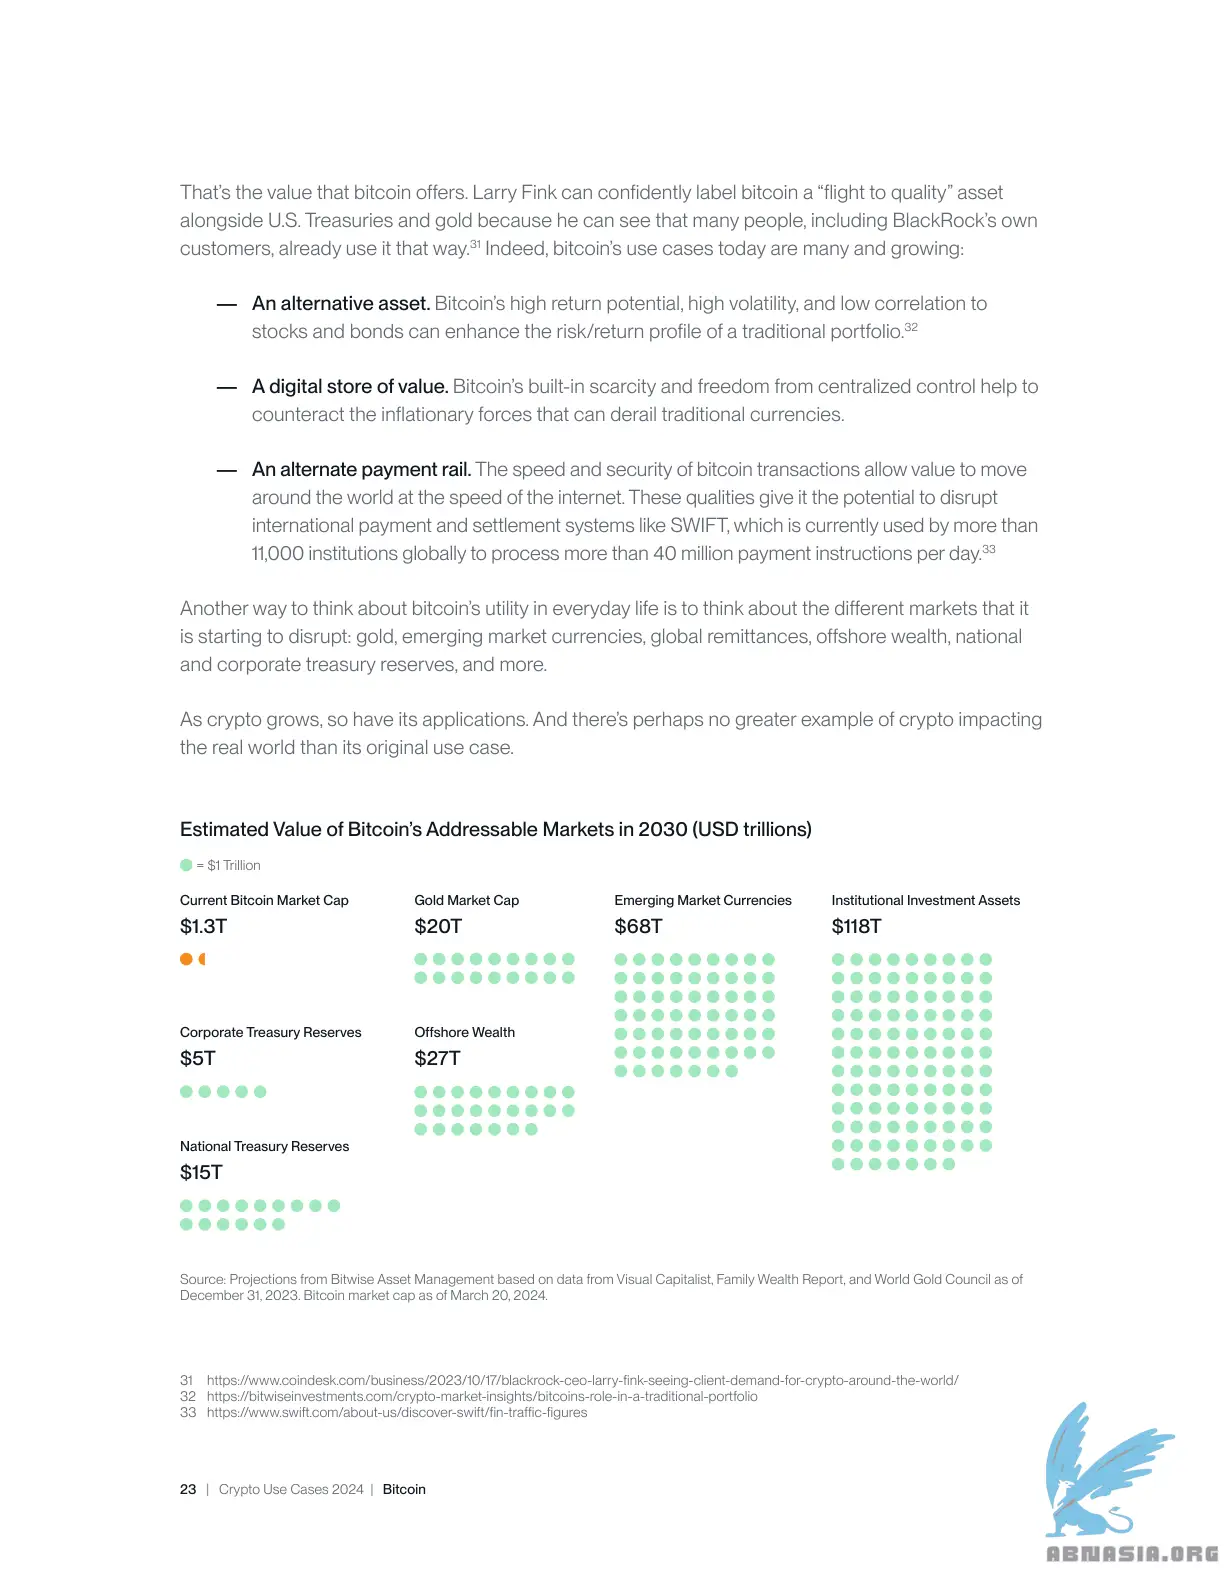 That’s the value that bitcoin offers. Larry Fink can confidently label bitcoin a “flight to quality” asset
alongside U.S. Treasuries and gold because he can see that many people, including BlackRock’s own
customers, already use it that way.31 Indeed, bitcoin’s use cases today are many and growing:
— An alternative asset. Bitcoin’s high return potential, high volatility, and low correlation to
stocks and bonds can enhance the risk/return profile of a traditional portfolio.32
— A digital store of value. Bitcoin’s built-in scarcity and freedom from centralized control help to
counteract the inflationary forces that can derail traditional currencies.
— An alternate payment rail. The speed and security of bitcoin transactions allow value to move
around the world at the speed of the internet. These qualities give it the potential to disrupt
international payment and settlement systems like SWIFT, which is currently used by more than
11,000 institutions globally to process more than 40 million payment instructions per day.33
Another way to think about bitcoin’s utility in everyday life is to think about the different markets that it
is starting to disrupt: gold, emerging market currencies, global remittances, offshore wealth, national
and corporate treasury reserves, and more.
As crypto grows, so have its applications. And there’s perhaps no greater example of crypto impacting
the real world than its original use case.
Estimated Value of Bitcoin’s Addressable Markets in 2030 (USD trillions)
= $1 Trillion
Current Bitcoin Market Cap
$1.3T
Gold Market Cap
$20T
Emerging Market Currencies
$68T
Institutional Investment Assets
$118T
Corporate Treasury Reserves
$5T
Offshore Wealth
$27T
National Treasury Reserves
$15T
Source: Projections from Bitwise Asset Management based on data from Visual Capitalist, Family Wealth Report, and World Gold Council as of
December 31, 2023. Bitcoin market cap as of March 20, 2024.
31 https://www.coindesk.com/business/2023/10/17/blackrock-ceo-larry-fink-seeing-client-demand-for-crypto-around-the-world/
32 https://bitwiseinvestments.com/crypto-market-insights/bitcoins-role-in-a-traditional-portfolio
33 https://www.swift.com/about-us/discover-swift/fin-traffic-figures
23 | Crypto Use Cases 2024 | Bitcoin
ABNASIA.ORG